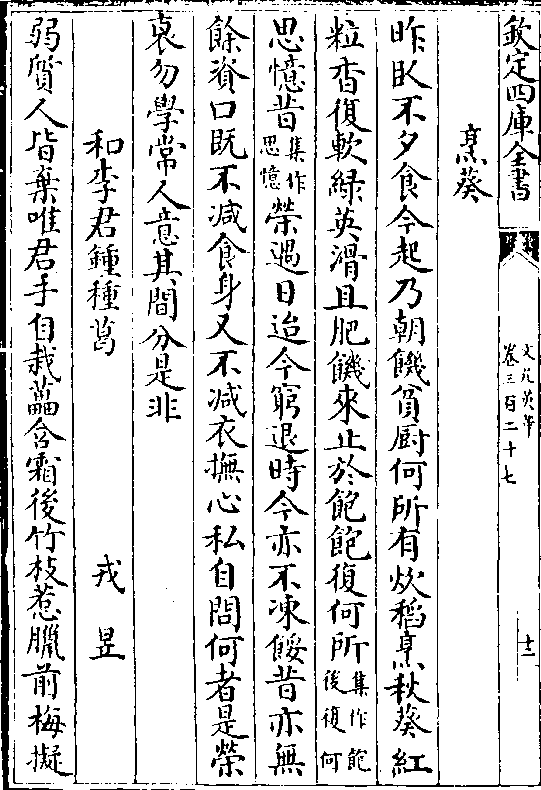 欽定四庫全書
文苑英華
卷三百二十七
十二
烹葵
昨臥不夕食今起乃朝饑貧厨何所有炊稻烹秋葵紅
粒香復軟緑英滑且肥饑來止於飽飽復何所集作飽後復何
思憶昔集作思憶榮遇日迨今窮退時今亦不凍餒昔亦無
餘資口既不減食身又不减衣撫心私自問何者是榮
衰勿學常人意其間分是非
和李君鍾種葛
戎昱
弱質人皆棄唯君手自栽藟含霜後竹枝惹臘前梅擬